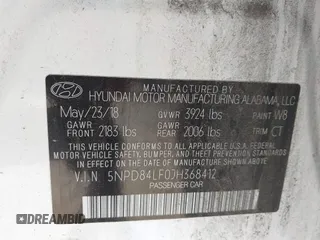 MANUFACTURED BY
HYUNDAI MOTOR MANUFACTURING ALABAMA, LLC
May/23/18 GVWR 3924 lbs PAINT W8
GAWR FRONT 2183 lbs GAWR REAR 2006 lbs TRIM CT
THIS VEHICLE CONFORMS TO ALL APPLICABLE U.S.
FEDERAL MOTOR VEHICLE SAFETY, BUMPER, AND THEFT
PREVENTION STANDARDS IN EFFECT ON THE DATE OF
MANUFACTURE SHOWN ABOVE.
V.I.N 5NPD84LF0JH368412
PASSENGER CAR
DREAMBID